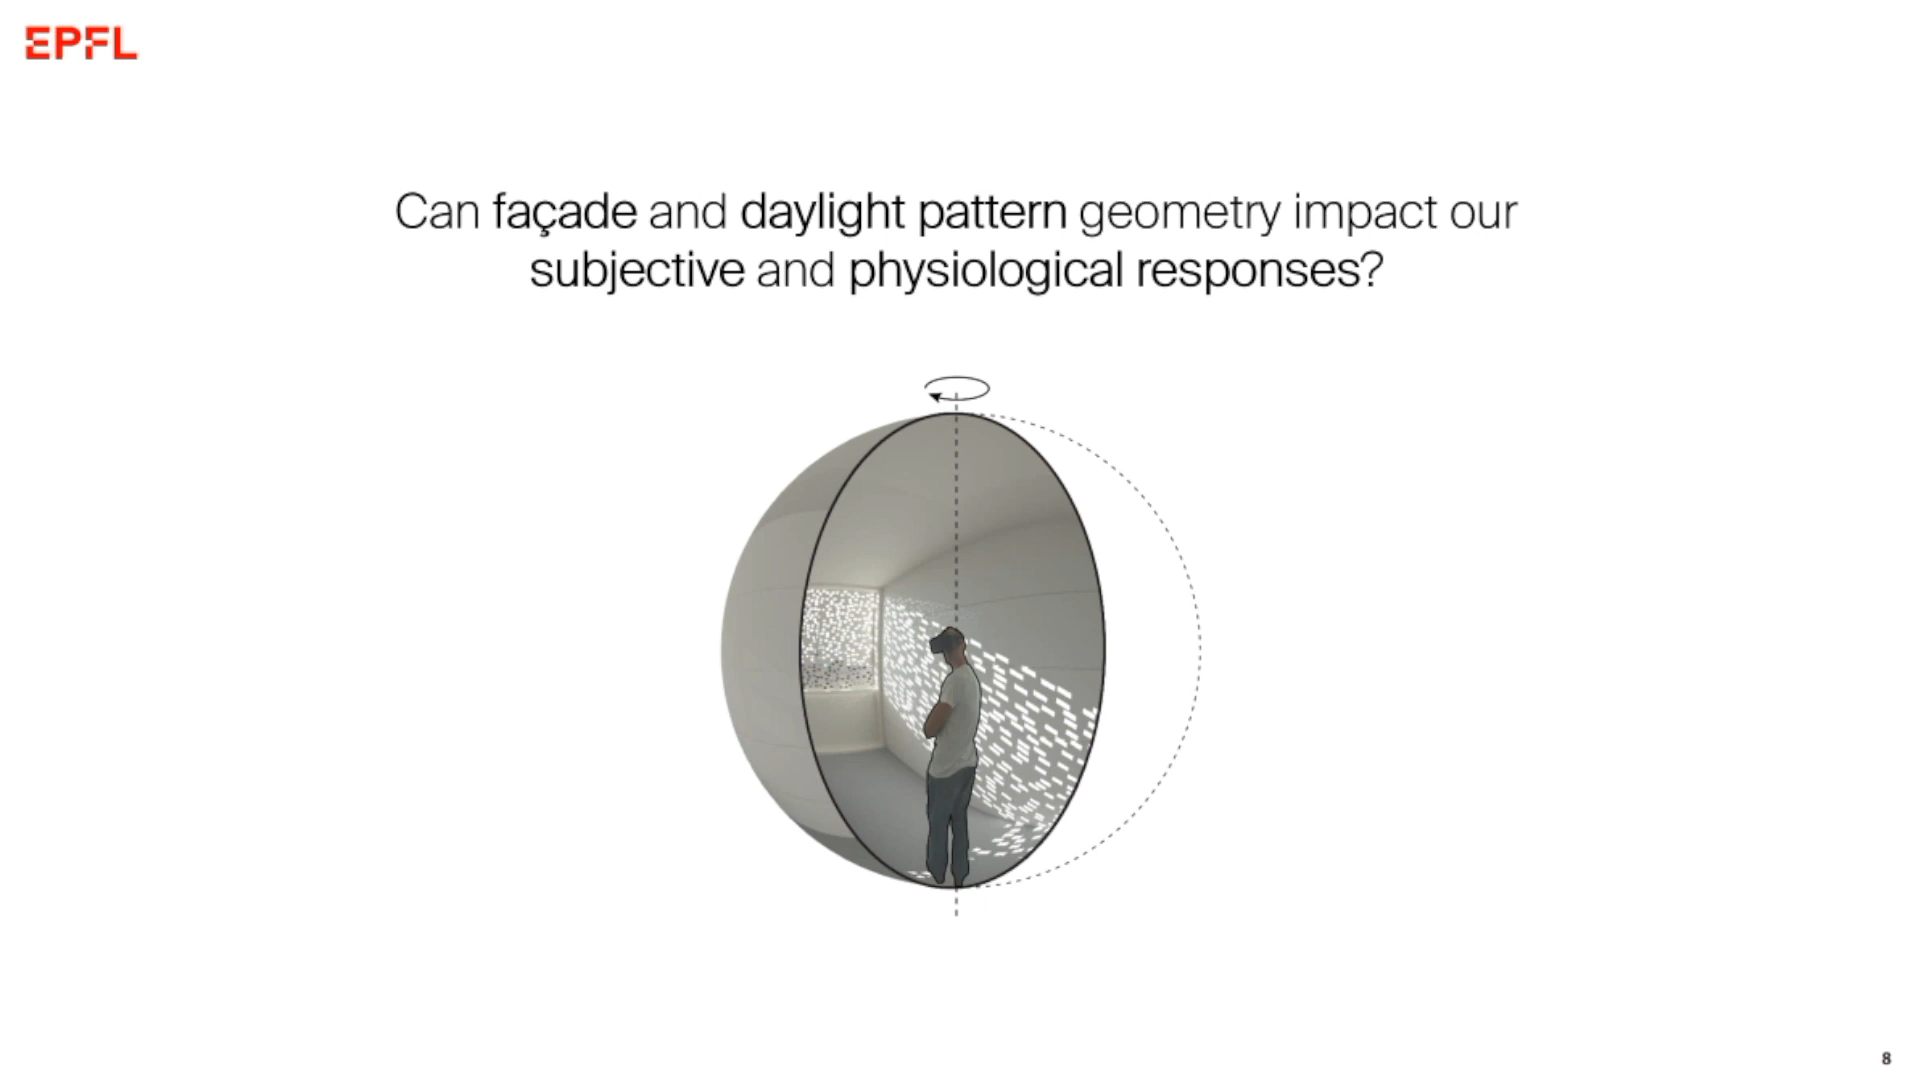 EPFL
Can façade and daylight pattern geometry impact our
subjective and physiological responses?
8